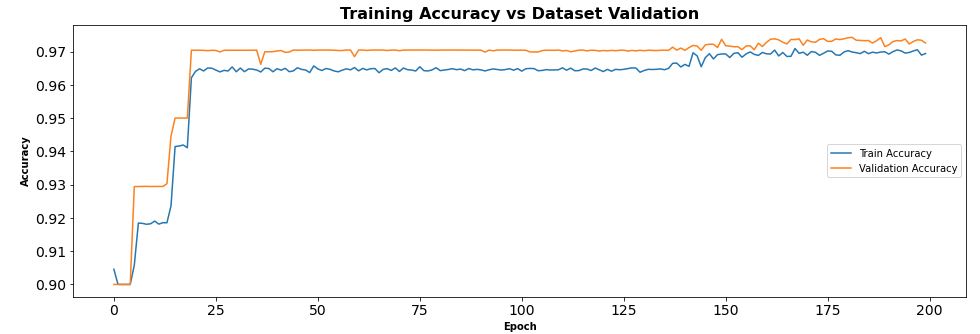 Training Accuracy vs Dataset Validation
0.97
0.96
0.95
0.94
0.93
0.92
0.91
0.90
Accuracy
Train Accuracy
Validation Accuracy
0 25 50 75 100 125 150 175 200
Epoch